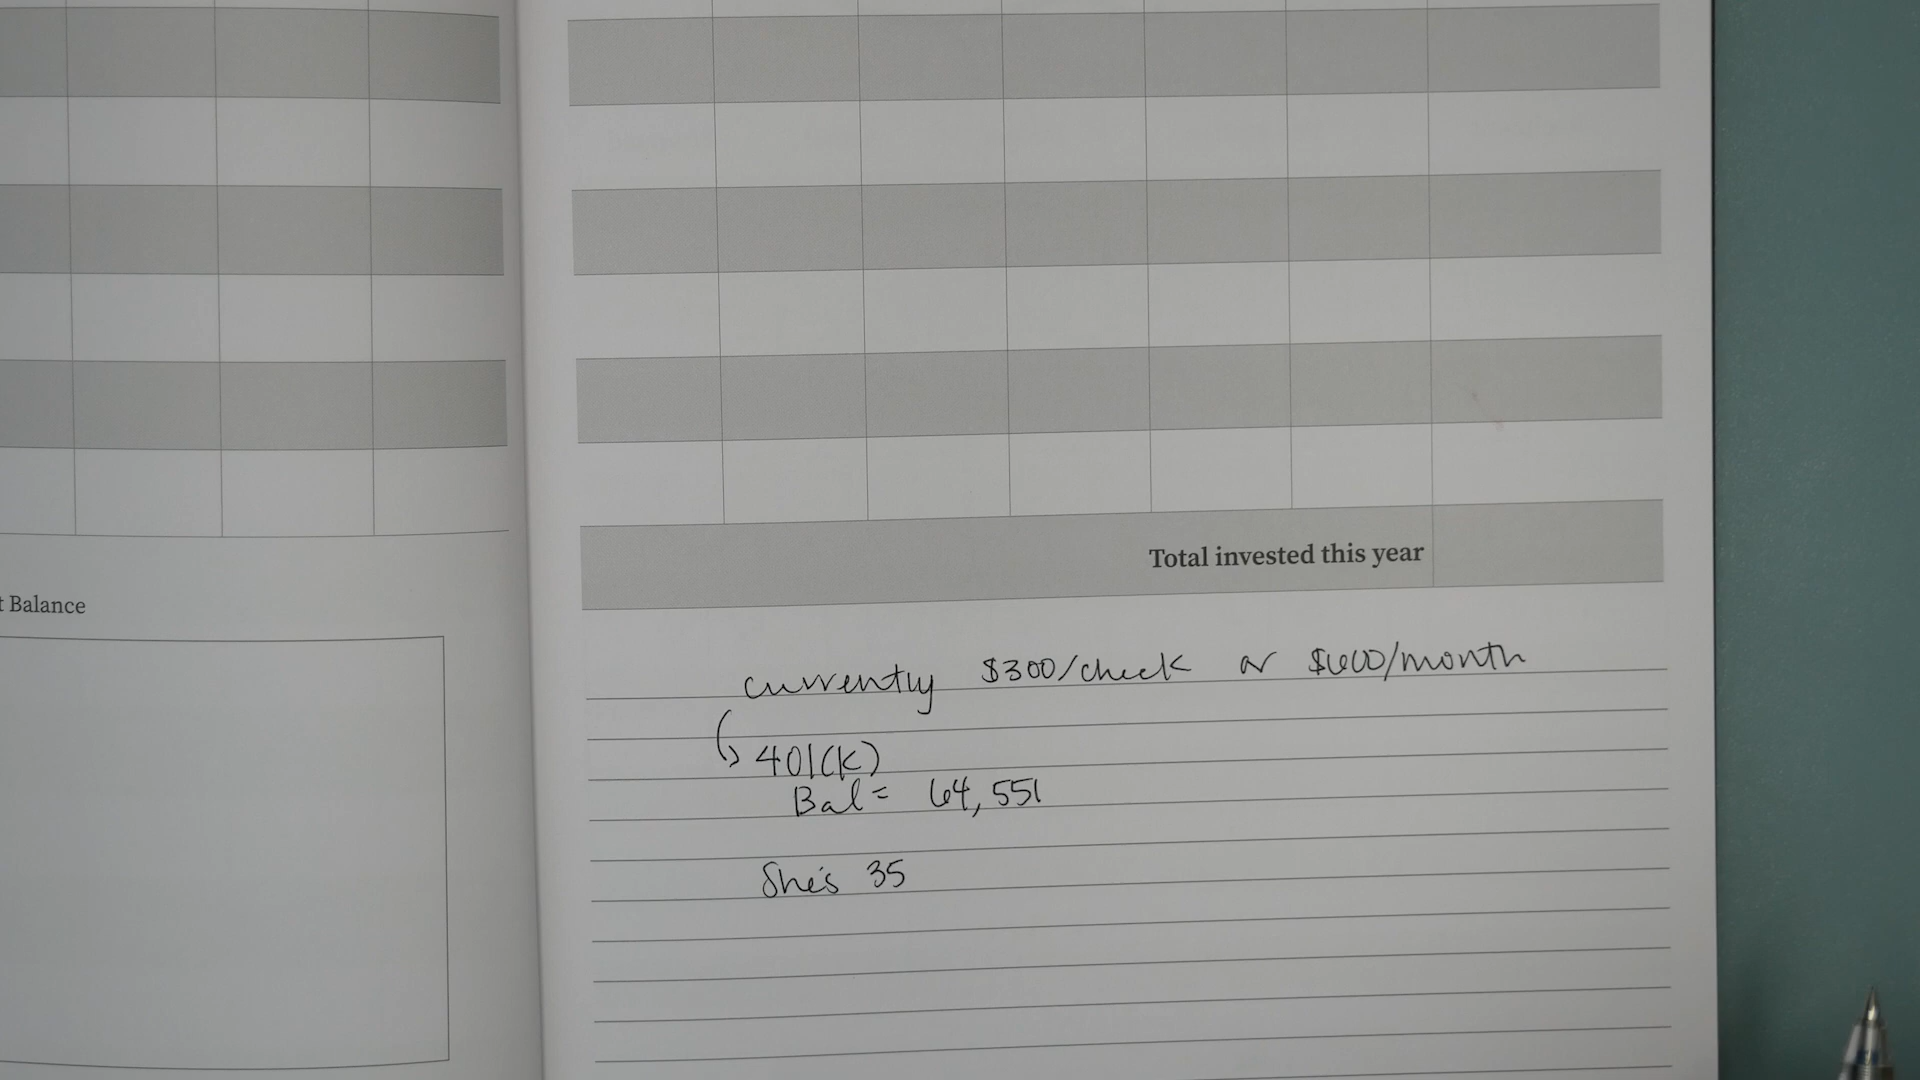 Total invested this year
t Balance
currently $300/check or $600/month
401(K)
Bal = 64,551
She's 35